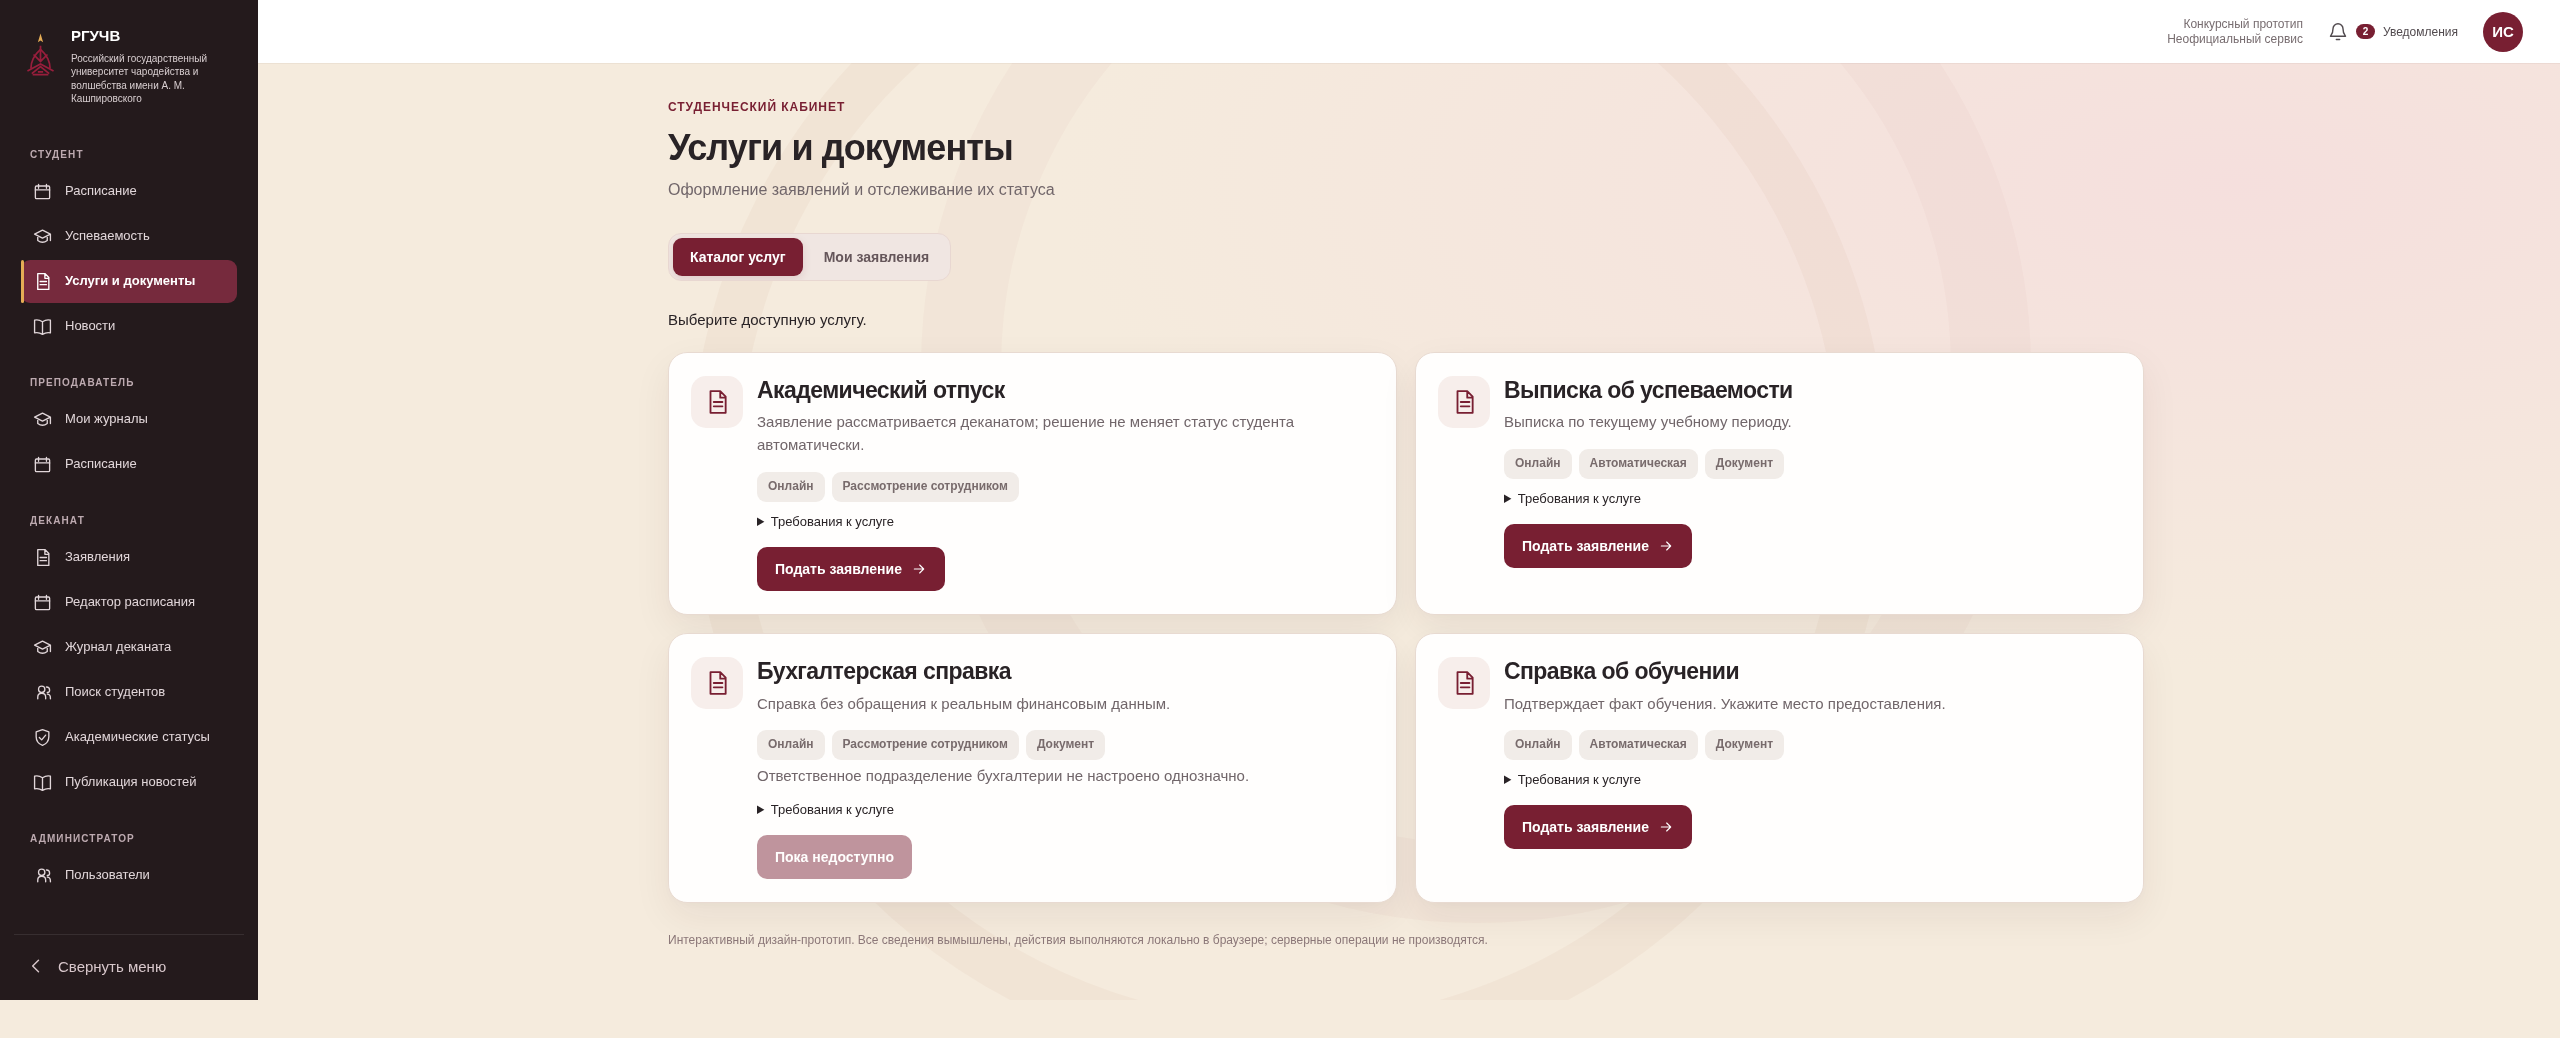 РГУЧВ
Российский государственный
университет чародейства и
волшебства имени А. М.
Кашпировского
СТУДЕНТ
Расписание
Успеваемость
Услуги и документы
Новости
ПРЕПОДАВАТЕЛЬ
Мои журналы
Расписание
ДЕКАНАТ
Заявления
Редактор расписания
Журнал деканата
Поиск студентов
Академические статусы
Публикация новостей
АДМИНИСТРАТОР
Пользователи
Свернуть меню
Конкурсный прототип
Неофициальный сервис
2 Уведомления
ИС
СТУДЕНЧЕСКИЙ КАБИНЕТ
Услуги и документы
Оформление заявлений и отслеживание их статуса
Каталог услуг Мои заявления
Выберите доступную услугу.
Академический отпуск
Заявление рассматривается деканатом; решение не меняет статус студента
автоматически.
Онлайн Рассмотрение сотрудником
Требования к услуге
Подать заявление
Выписка об успеваемости
Выписка по текущему учебному периоду.
Онлайн Автоматическая Документ
Требования к услуге
Подать заявление
Бухгалтерская справка
Справка без обращения к реальным финансовым данным.
Онлайн Рассмотрение сотрудником Документ
Ответственное подразделение бухгалтерии не настроено однозначно.
Требования к услуге
Пока недоступно
Справка об обучении
Подтверждает факт обучения. Укажите место предоставления.
Онлайн Автоматическая Документ
Требования к услуге
Подать заявление
Интерактивный дизайн-прототип. Все сведения вымышлены, действия выполняются локально в браузере; серверные операции не производятся.